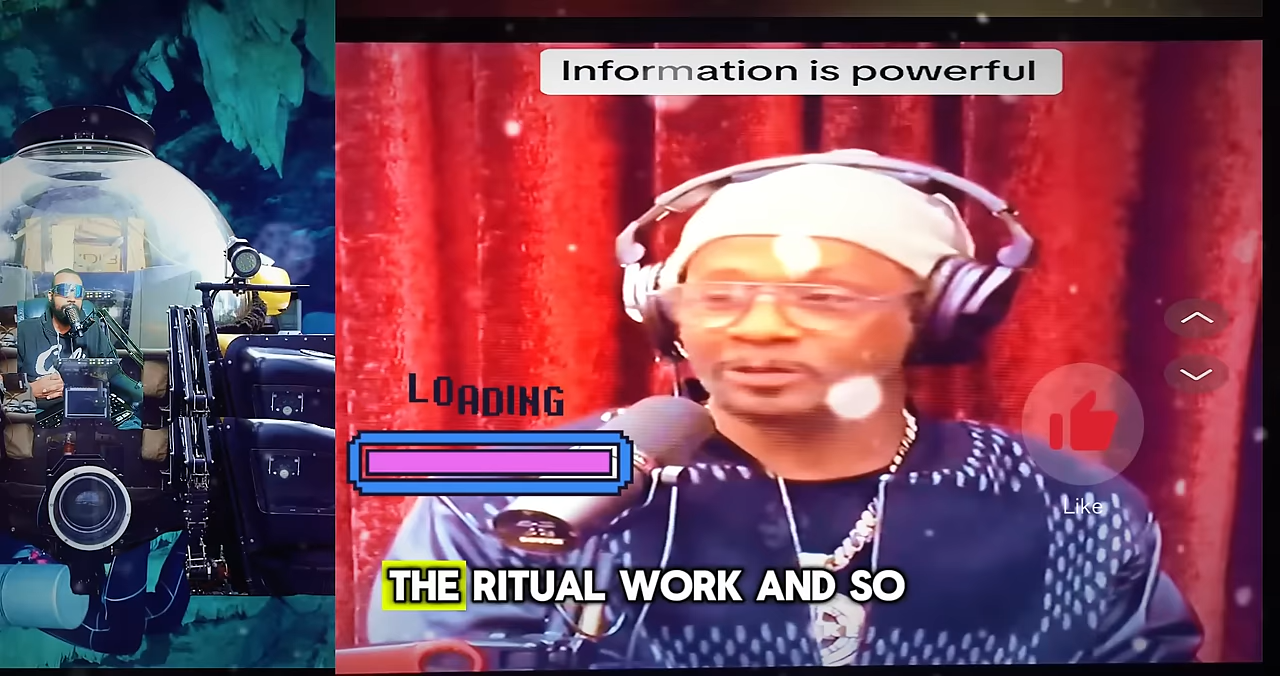 Information is powerful
LOADING
Like
THE RITUAL WORK AND SO